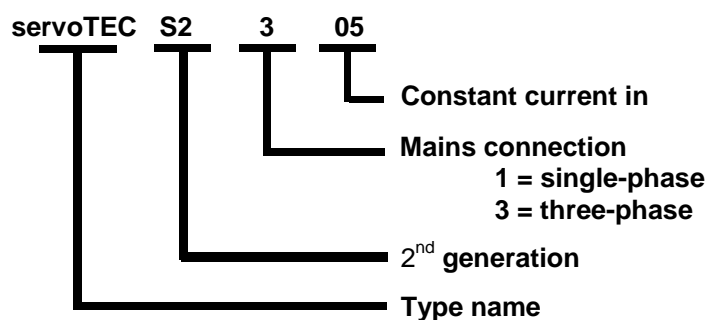 servoTEC S2 3 05
Constant current in
Mains connection
1 = single-phase
3 = three-phase
2nd generation
Type name